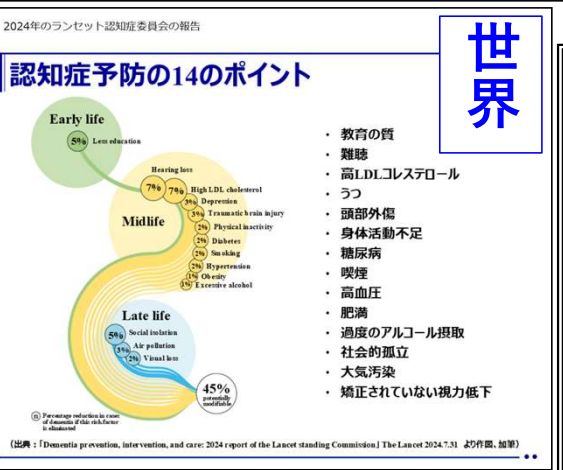 2024年のランセット認知症委員会の報告
世界
認知症予防の14のポイント
Early life
5% Less education
Hearing loss
7% 7% High LDL cholesterol
3% Depression
3% Traumatic brain injury
Midlife
2% Physical inactivity
2% Diabetes
2% Smoking
2% Hypertension
1% Obesity
1% Excessive alcohol
Late life
5% Social isolation
3% Air pollution
2% Visual loss
45%
potentially
modifiable
n Percentage reduction in cases
of dementia if this risk factor
is eliminated
・ 教育の質
・ 難聴
・ 高LDLコレステロール
・ うつ
・ 頭部外傷
・ 身体活動不足
・ 糖尿病
・ 喫煙
・ 高血圧
・ 肥満
・ 過度のアルコール摂取
・ 社会的孤立
・ 大気汚染
・ 矯正されていない視力低下
(出典:「Dementia prevention, intervention, and care: 2024 report of the Lancet standing Commission」The Lancet 2024.7.31 より作図、加筆)